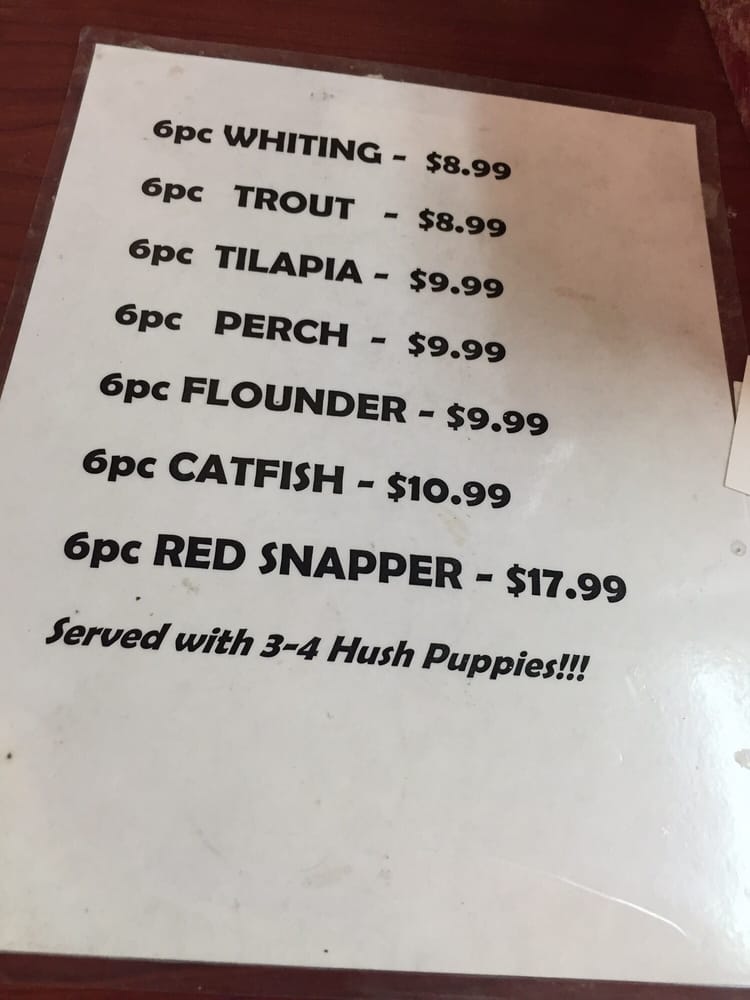 6pc WHITING - $8.99
6pc TROUT - $8.99
6pc TILAPIA - $9.99
6pc PERCH - $9.99
6pc FLOUNDER - $9.99
6pc CATFISH - $10.99
6pc RED SNAPPER - $17.99
Served with 3-4 Hush Puppies!!!